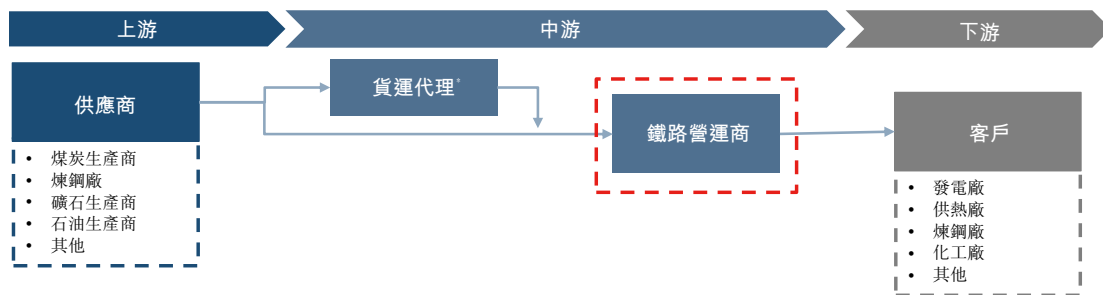 上游
中游
下游
供應商
貨運代理*
鐵路營運商
客戶
• 煤炭生產商
• 煉鋼廠
• 礦石生產商
• 石油生產商
• 其他
• 發電廠
• 供熱廠
• 煉鋼廠
• 化工廠
• 其他